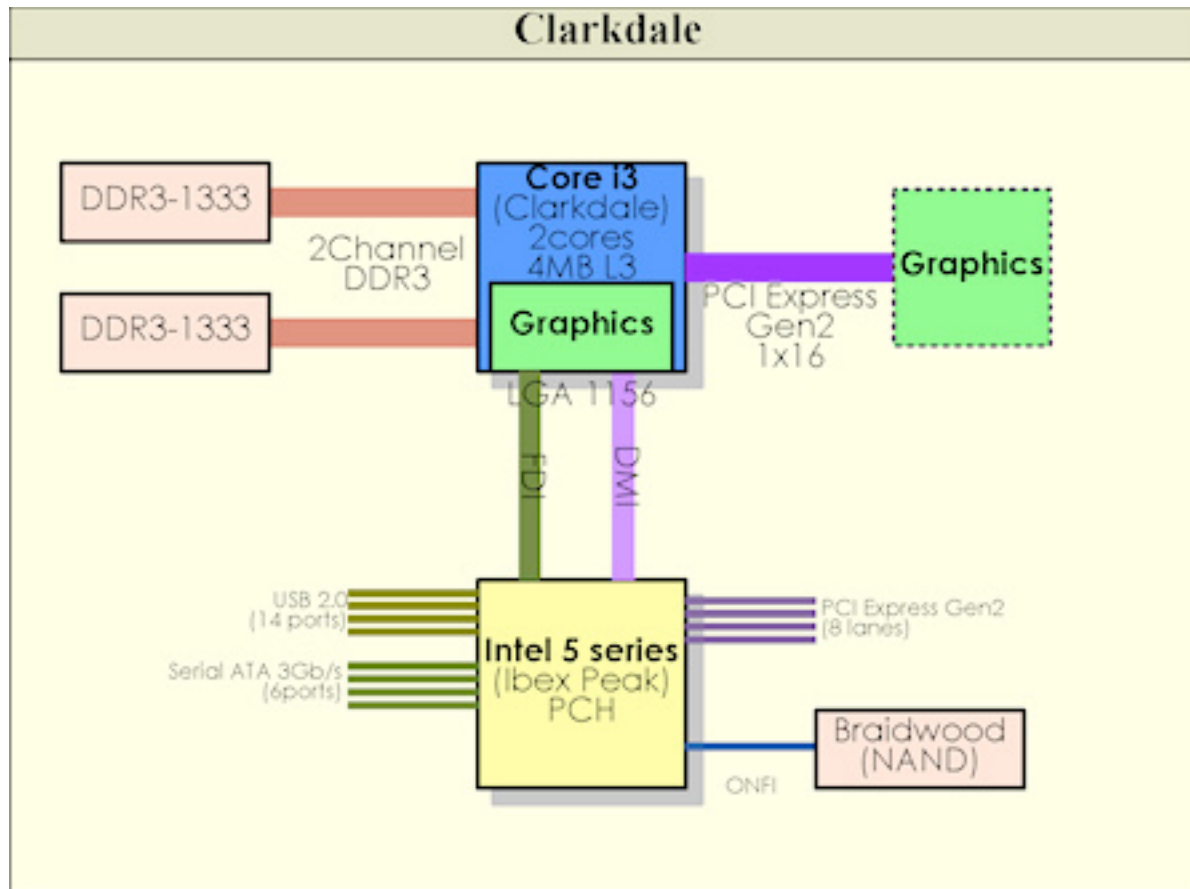 Clarkdale
DDR3-1333
2Channel
DDR3
DDR3-1333
Core i3
(Clarkdale)
2cores
4MB L3
Graphics
LGA 1156
PCI Express
Gen2
1x16
Graphics
FDI
DMI
USB 2.0
(14 ports)
Serial ATA 3Gb/s
(6ports)
Intel 5 series
(Ibex Peak)
PCH
PCI Express Gen2
(8 lanes)
Braidwood
(NAND)
ONFI